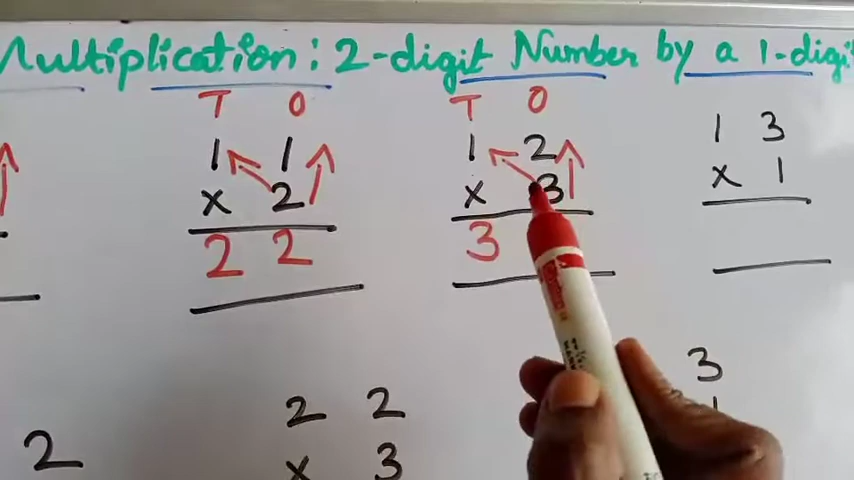 Multiplication: 2-digit Number by a 1-digit
T O T O
1 1 1 2 1 3
x 2 x 3 x 1
2 2 3
2 2 2 3
x 3